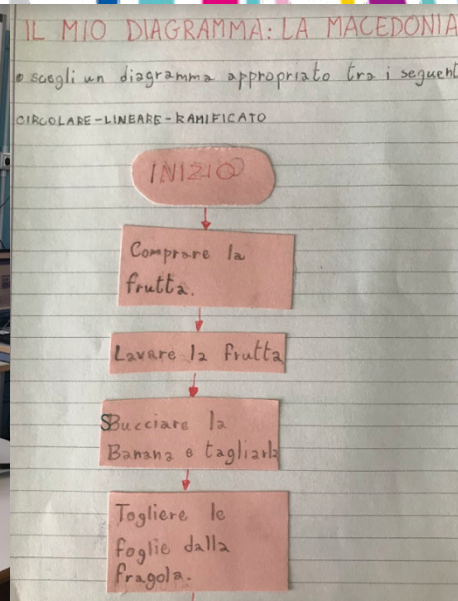 IL MIO DIAGRAMMA: LA MACEDONIA
• scegli un diagramma appropriato tra i seguent
CIRCOLARE-LINEARE-RAMIFICATO
INIZIO
Comprare la
frutta.
Lavare la frutta
SBucciare la
Banana e tagliarla
Togliere le
foglie dalla
fragola.